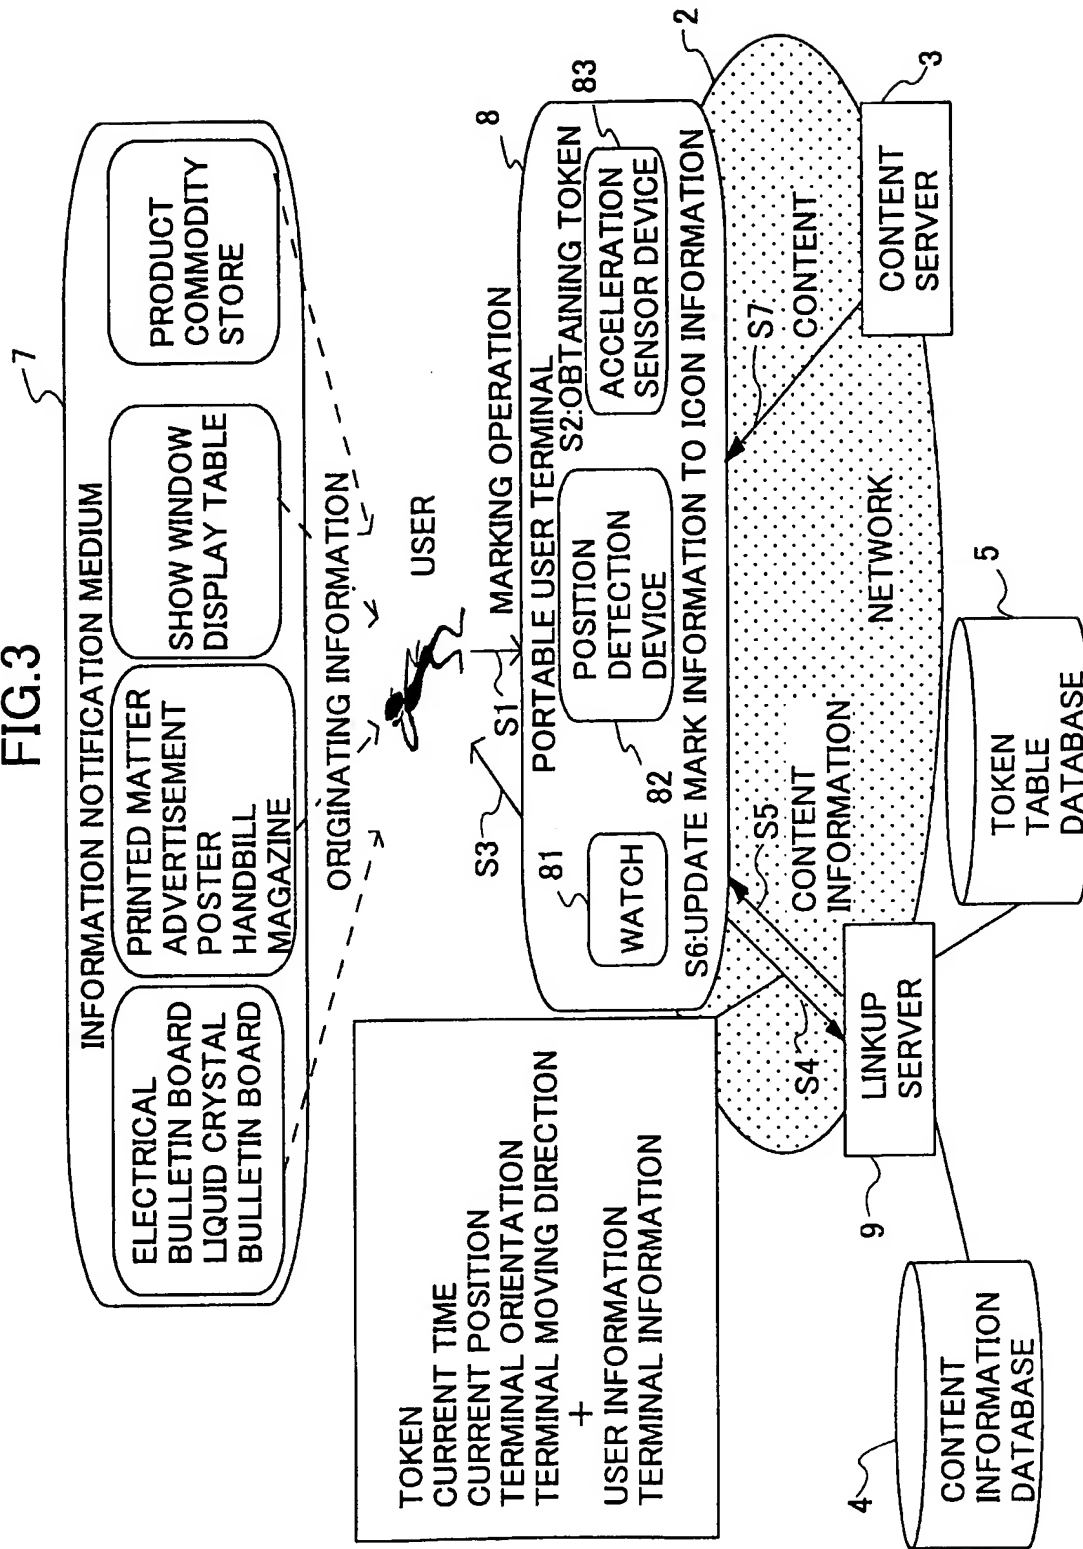 FIG.3
7
INFORMATION NOTIFICATION MEDIUM
ELECTRICAL
BULLETIN BOARD
LIQUID CRYSTAL
BULLETIN BOARD
PRINTED MATTER
ADVERTISEMENT
POSTER
HANDBILL
MAGAZINE
SHOW WINDOW
DISPLAY TABLE
PRODUCT
COMMODITY
STORE
ORIGINATING INFORMATION
USER
S3
S1
MARKING OPERATION
8
PORTABLE USER TERMINAL
S2:OBTAINING TOKEN
81
WATCH
82
POSITION
DETECTION
DEVICE
83
ACCELERATION
SENSOR DEVICE
S6:UPDATE MARK INFORMATION TO ICON INFORMATION
2
TOKEN
CURRENT TIME
CURRENT POSITION
TERMINAL ORIENTATION
TERMINAL MOVING DIRECTION
+
USER INFORMATION
TERMINAL INFORMATION
S4
S5
CONTENT
INFORMATION
S7
CONTENT
NETWORK
9
LINKUP
SERVER
3
CONTENT
SERVER
4
CONTENT
INFORMATION
DATABASE
5
TOKEN
TABLE
DATABASE